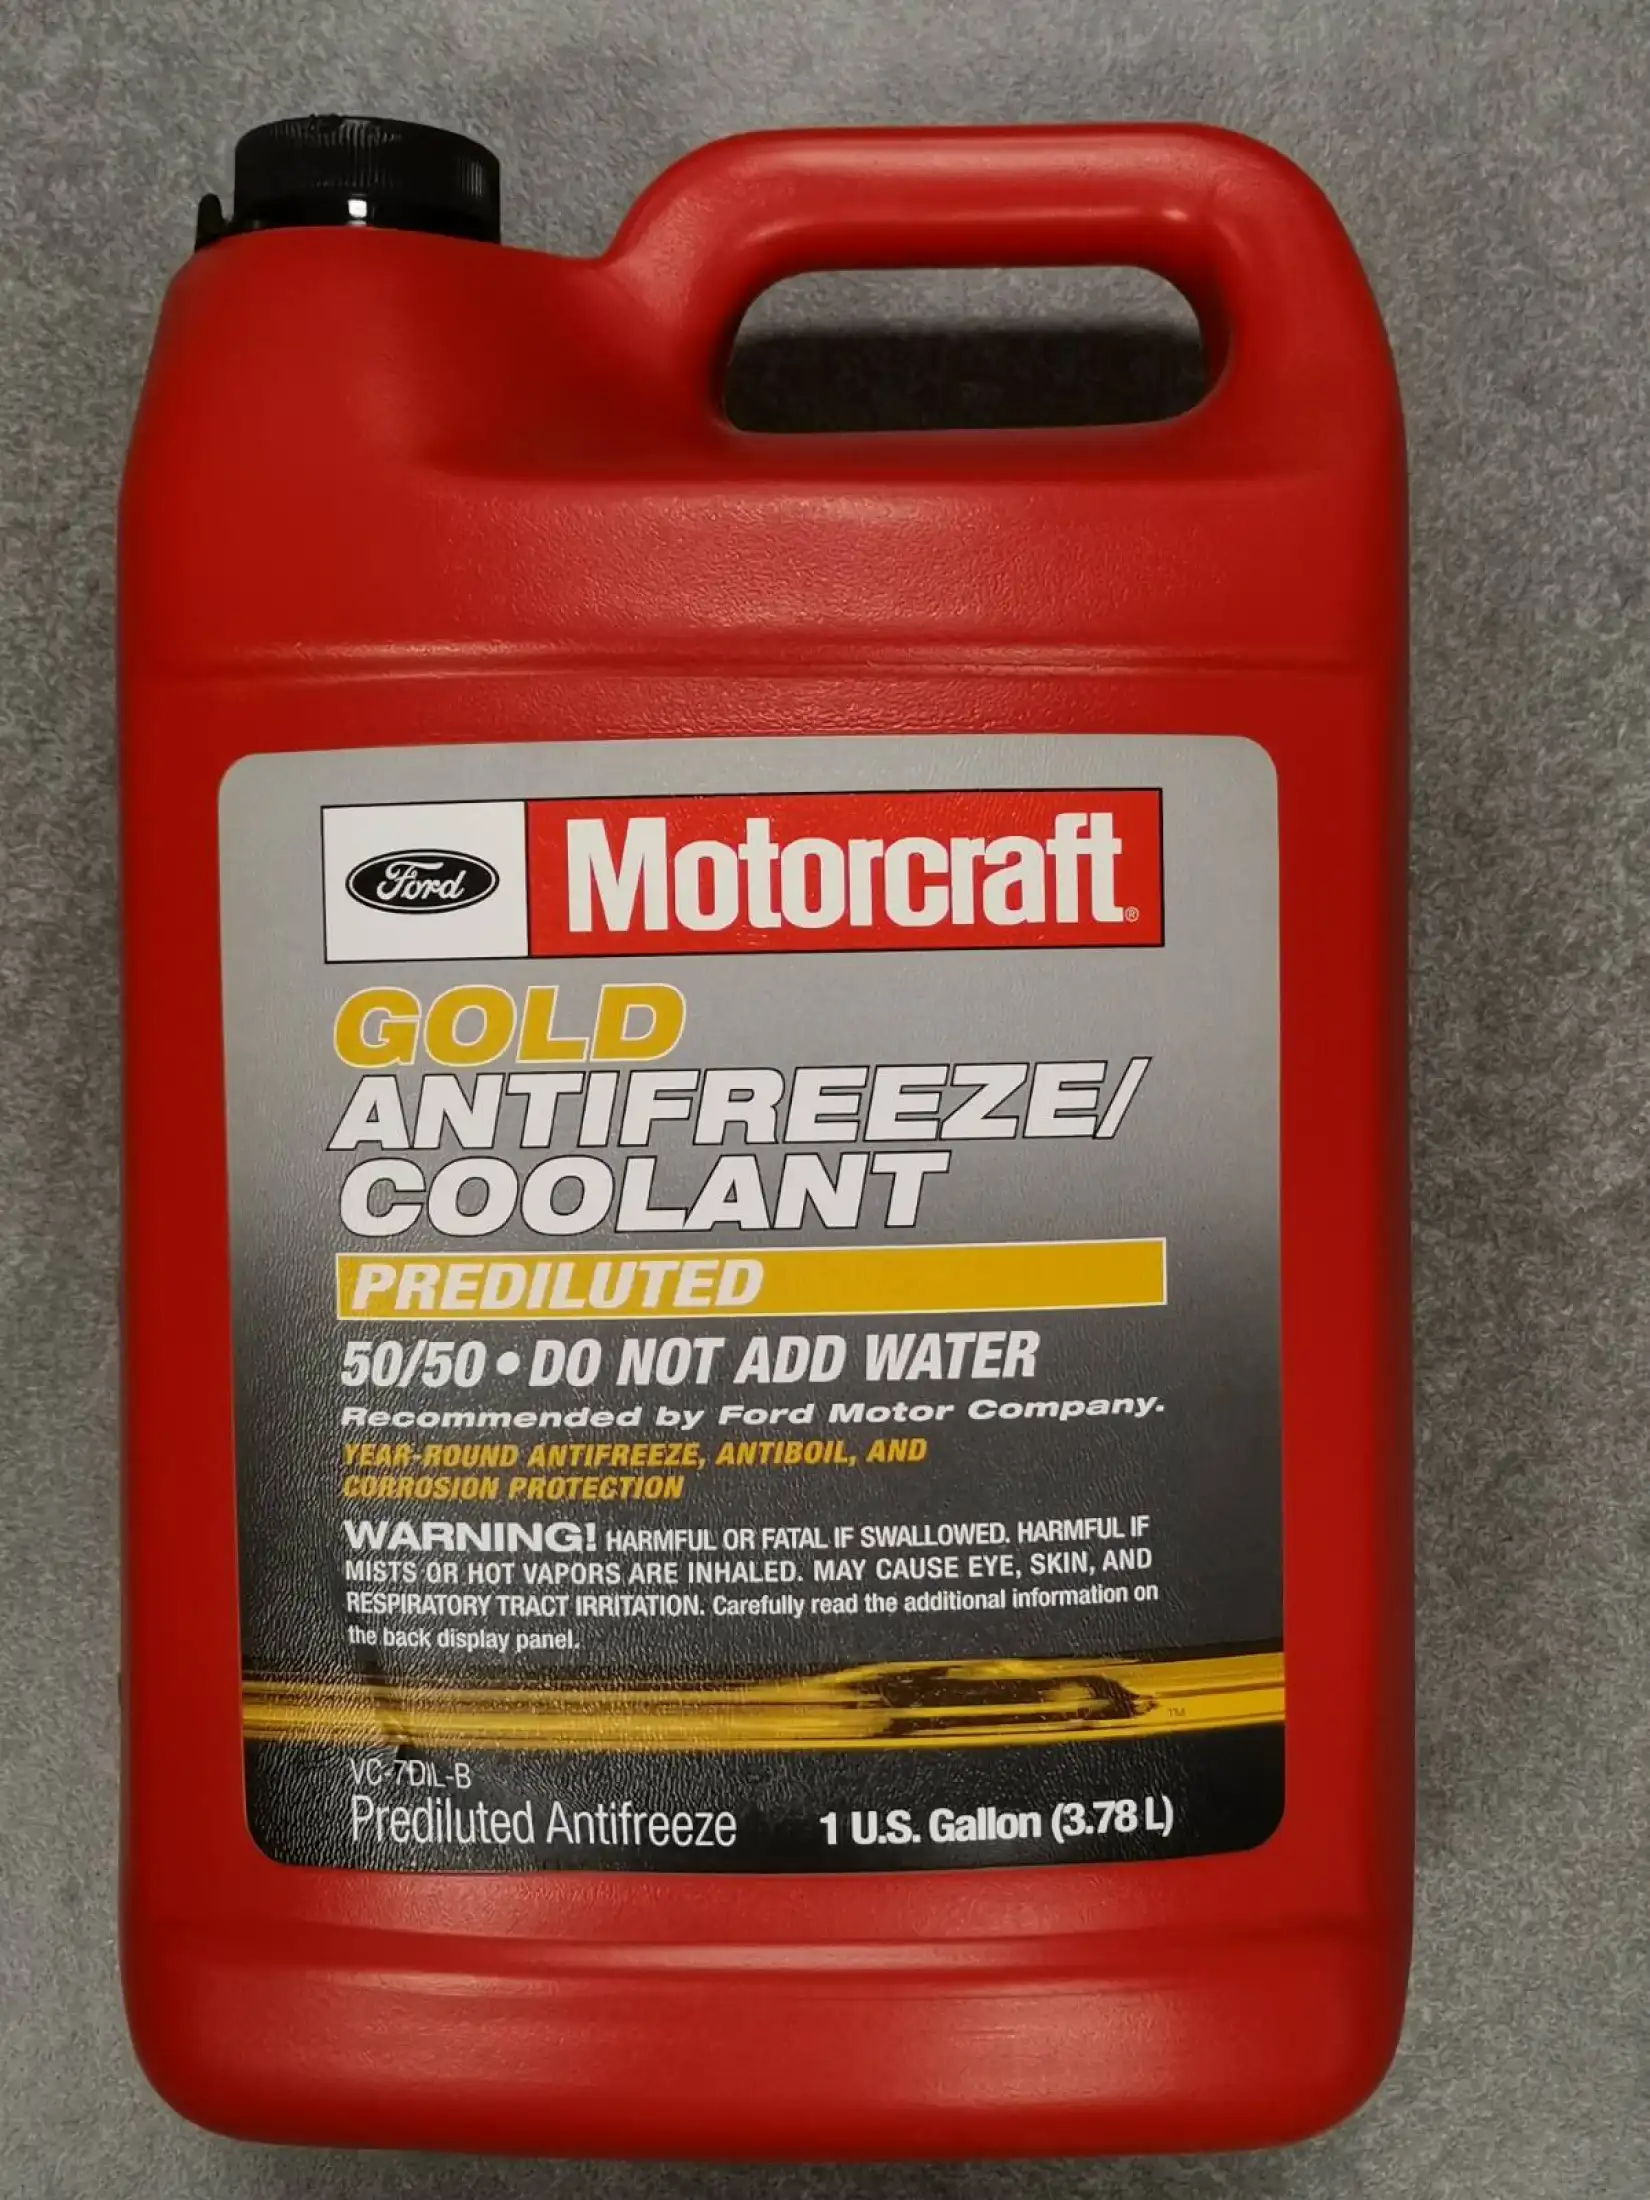 Ford Motorcraft®
GOLD
ANTIFREEZE/
COOLANT
PREDILUTED
50/50 • DO NOT ADD WATER
Recommended by Ford Motor Company.
YEAR-ROUND ANTIFREEZE, ANTIBOIL, AND
CORROSION PROTECTION
WARNING! HARMFUL OR FATAL IF SWALLOWED. HARMFUL IF
MISTS OR HOT VAPORS ARE INHALED. MAY CAUSE EYE, SKIN, AND
RESPIRATORY TRACT IRRITATION. Carefully read the additional information on
the back display panel.
TM
VC-7DIL-B
Prediluted Antifreeze 1 U.S. Gallon (3.78 L)